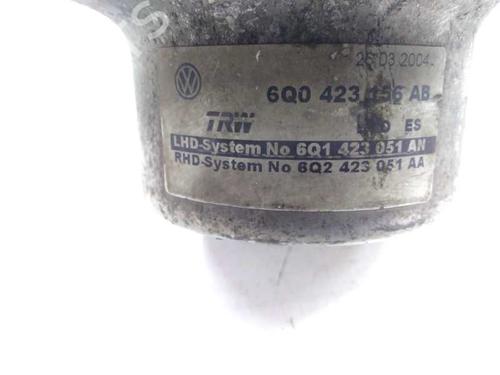 03.2004
6Q0 423 156 AB
TRW ES
LHD-System No 6Q1 423 051 AN
RHD-System No 6Q2 423 051 AA